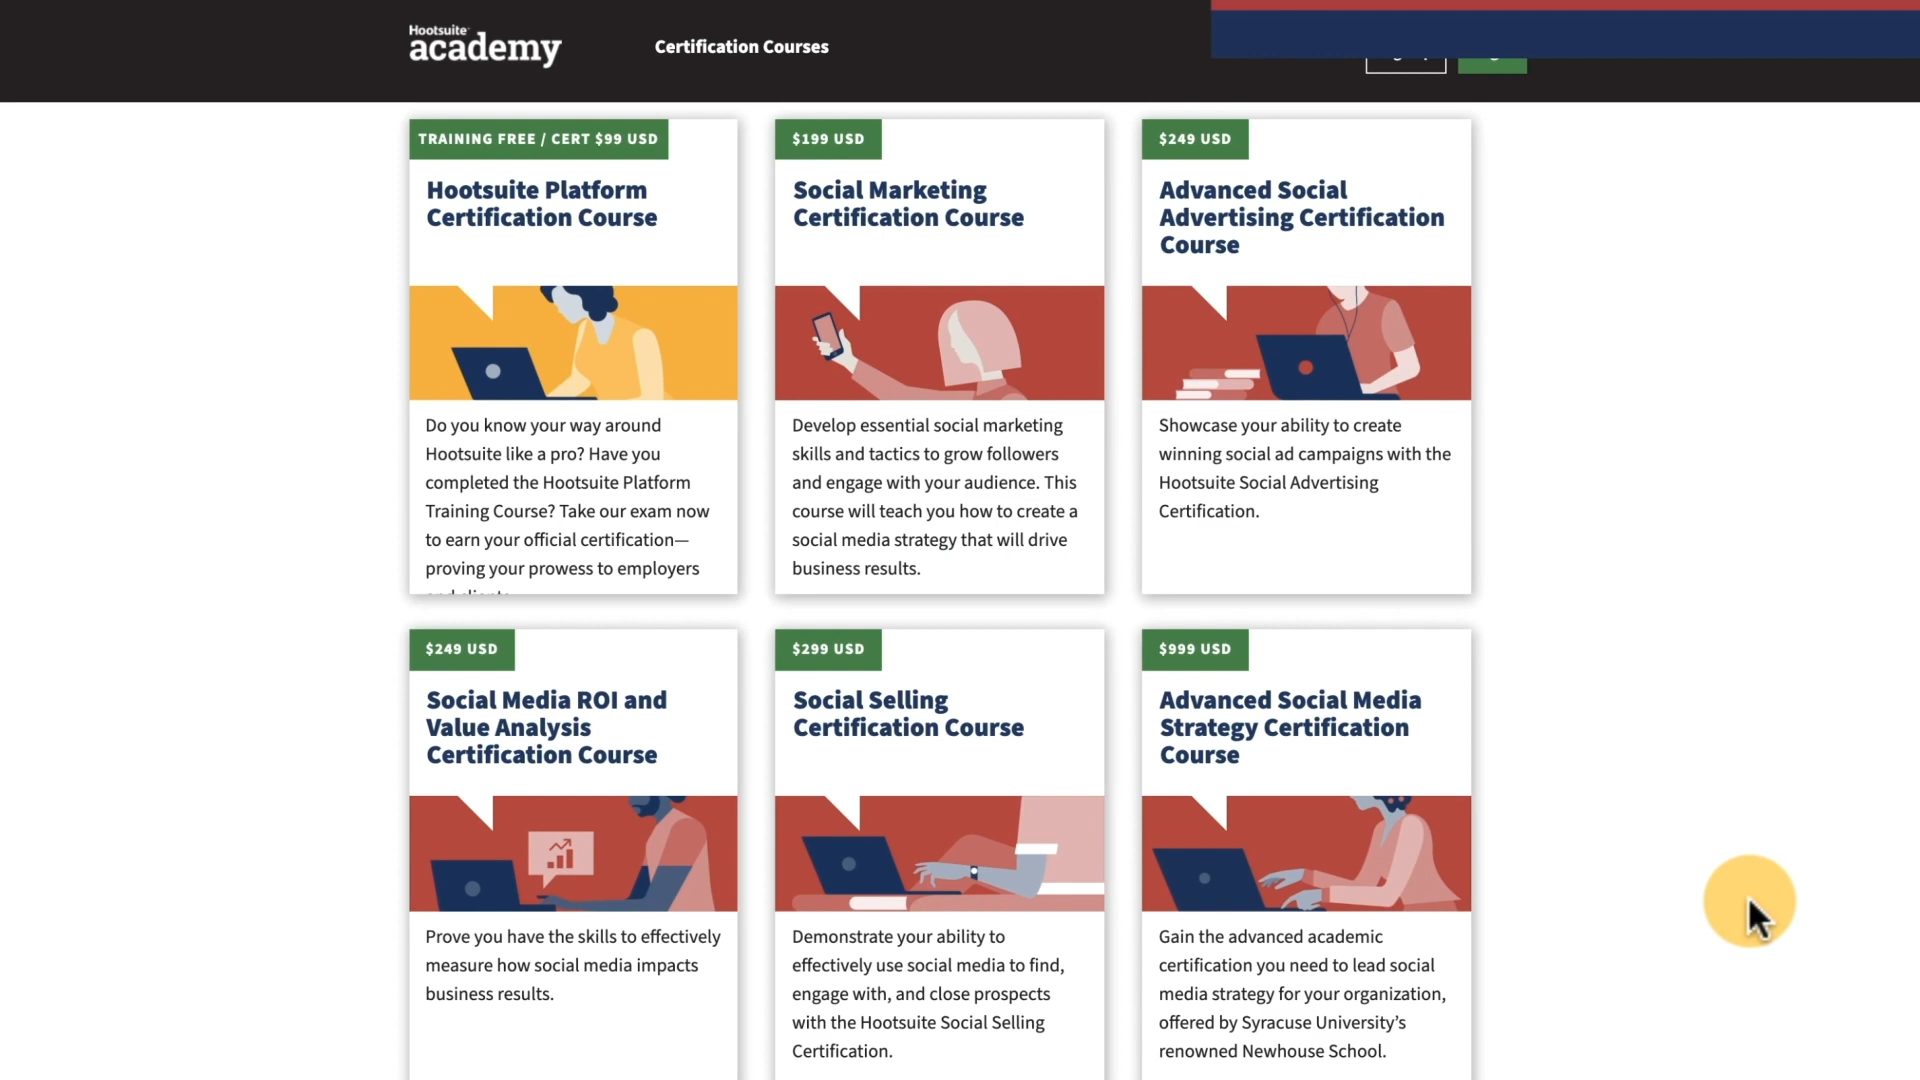 Hootsuite
academy
Certification Courses
TRAINING FREE / CERT $99 USD
Hootsuite Platform
Certification Course
Do you know your way around
Hootsuite like a pro? Have you
completed the Hootsuite Platform
Training Course? Take our exam now
to earn your official certification—
proving your prowess to employers
$199 USD
Social Marketing
Certification Course
Develop essential social marketing
skills and tactics to grow followers
and engage with your audience. This
course will teach you how to create a
social media strategy that will drive
business results.
$249 USD
Advanced Social
Advertising Certification
Course
Showcase your ability to create
winning social ad campaigns with the
Hootsuite Social Advertising
Certification.
$249 USD
Social Media ROI and
Value Analysis
Certification Course
Prove you have the skills to effectively
measure how social media impacts
business results.
$299 USD
Social Selling
Certification Course
Demonstrate your ability to
effectively use social media to find,
engage with, and close prospects
with the Hootsuite Social Selling
Certification.
$999 USD
Advanced Social Media
Strategy Certification
Course
Gain the advanced academic
certification you need to lead social
media strategy for your organization,
offered by Syracuse University’s
renowned Newhouse School.